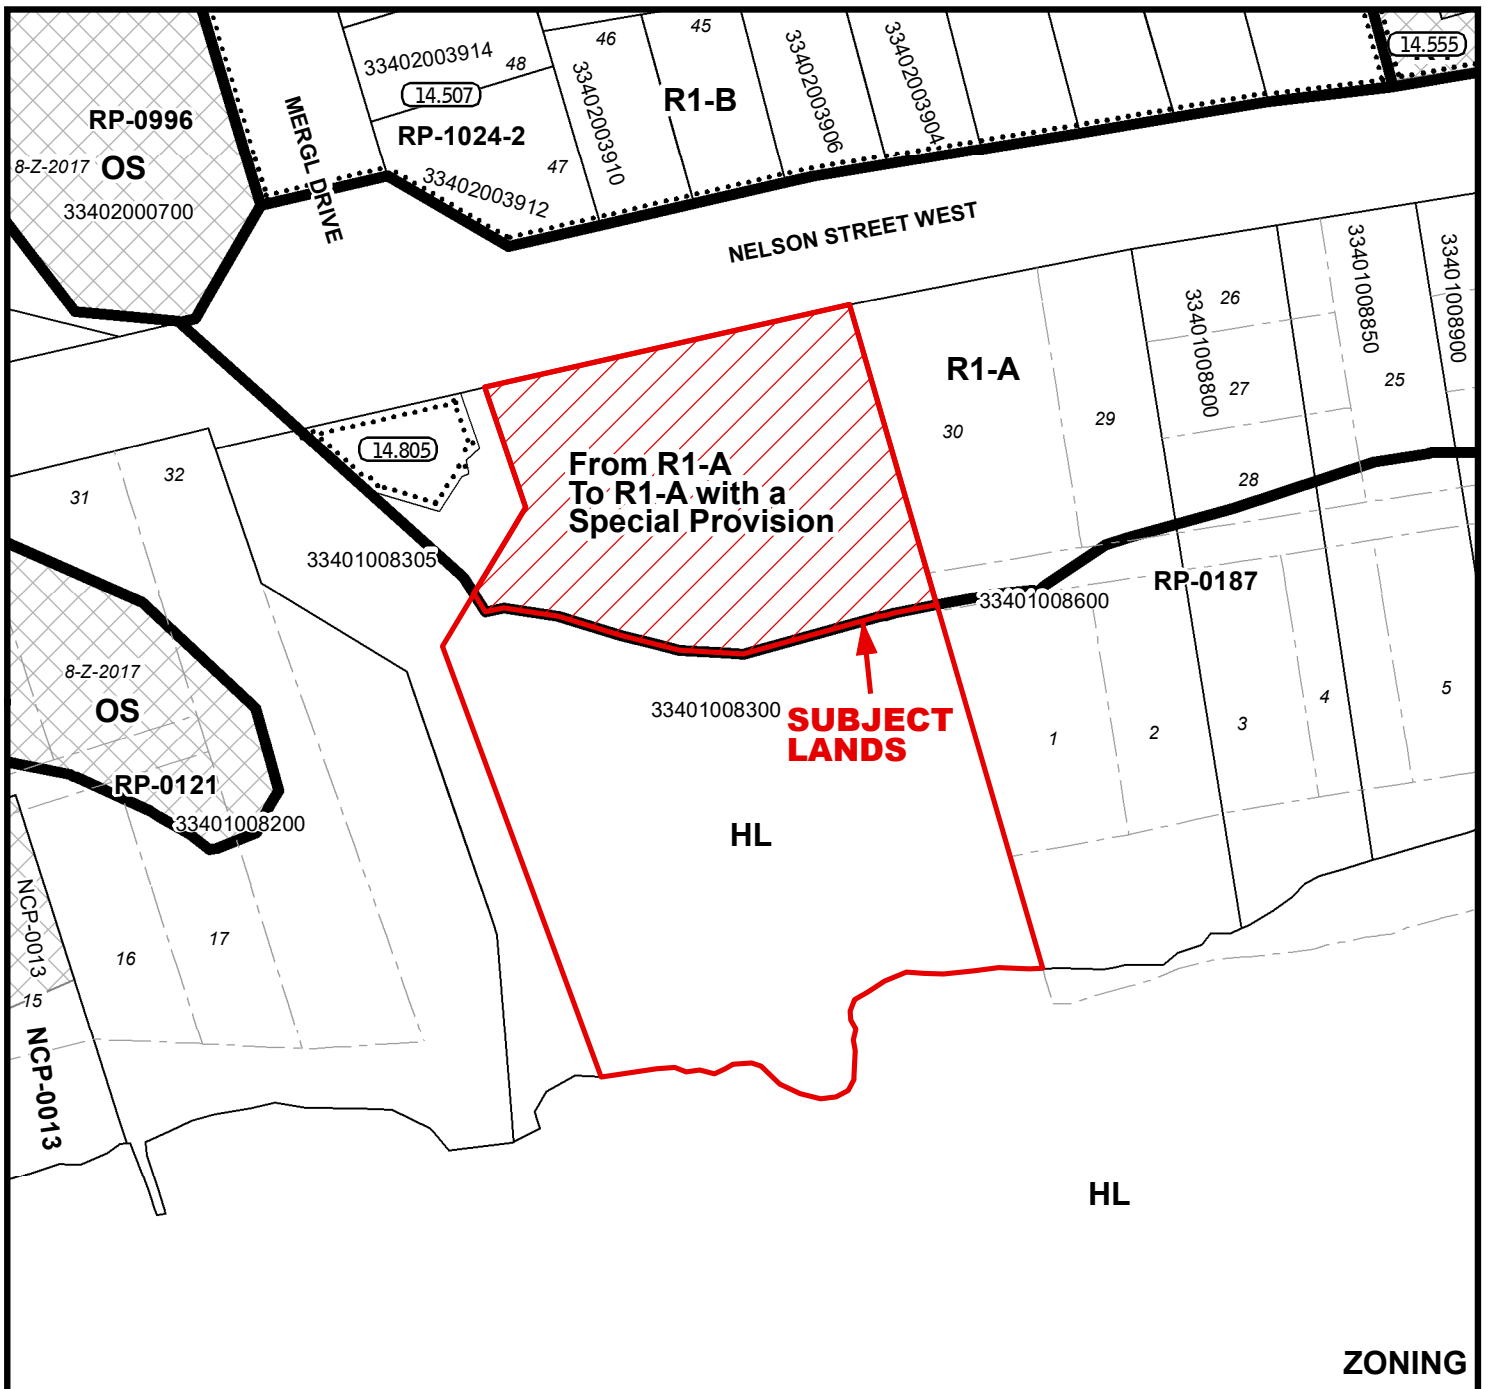 45
46
14.555
33402003914
48
14.507
R1-B
RP-0996
RP-1024-2
MERGL DRIVE
33402003910
33402003906
33402003904
8-Z-2017
OS
47
33402003912
33402000700
NELSON STREET WEST
33401008850
33401008900
33401008800
26
R1-A
27
25
30
29
14.805
From R1-A
To R1-A with a
Special Provision
28
31
32
33401008305
RP-0187
33401008600
8-Z-2017
OS
33401008300
SUBJECT
LANDS
1
2
3
4
5
RP-0121
33401008200
HL
NCP-0013
15
16
17
NCP-0013
HL
ZONING